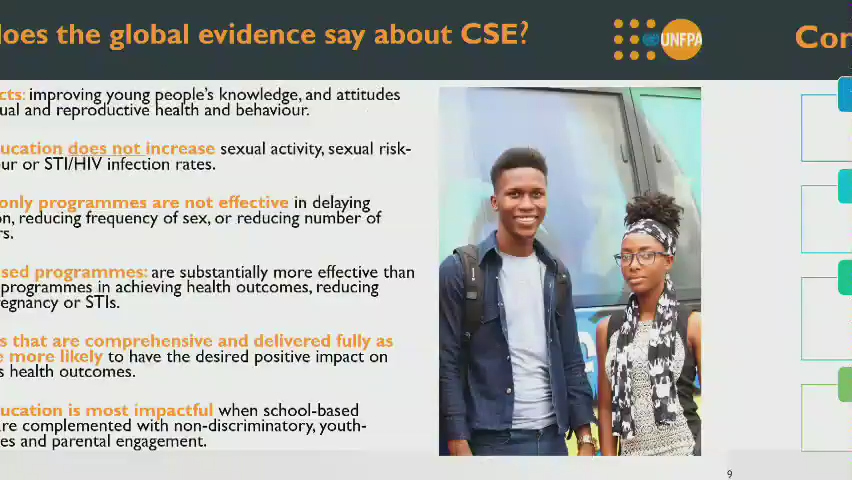 does the global evidence say about CSE?
UNFPA
Con
cts: improving young people's knowledge, and attitudes
ual and reproductive health and behaviour.
ucation does not increase sexual activity, sexual risk-
our or STI/HIV infection rates.
only programmes are not effective in delaying
on, reducing frequency of sex, or reducing number of
rs.
ased programmes: are substantially more effective than
programmes in achieving health outcomes, reducing
egnancy or STIs.
s that are comprehensive and delivered fully as
e more likely to have the desired positive impact on
s health outcomes.
ucation is most impactful when school-based
are complemented with non-discriminatory, youth-
es and parental engagement.
9